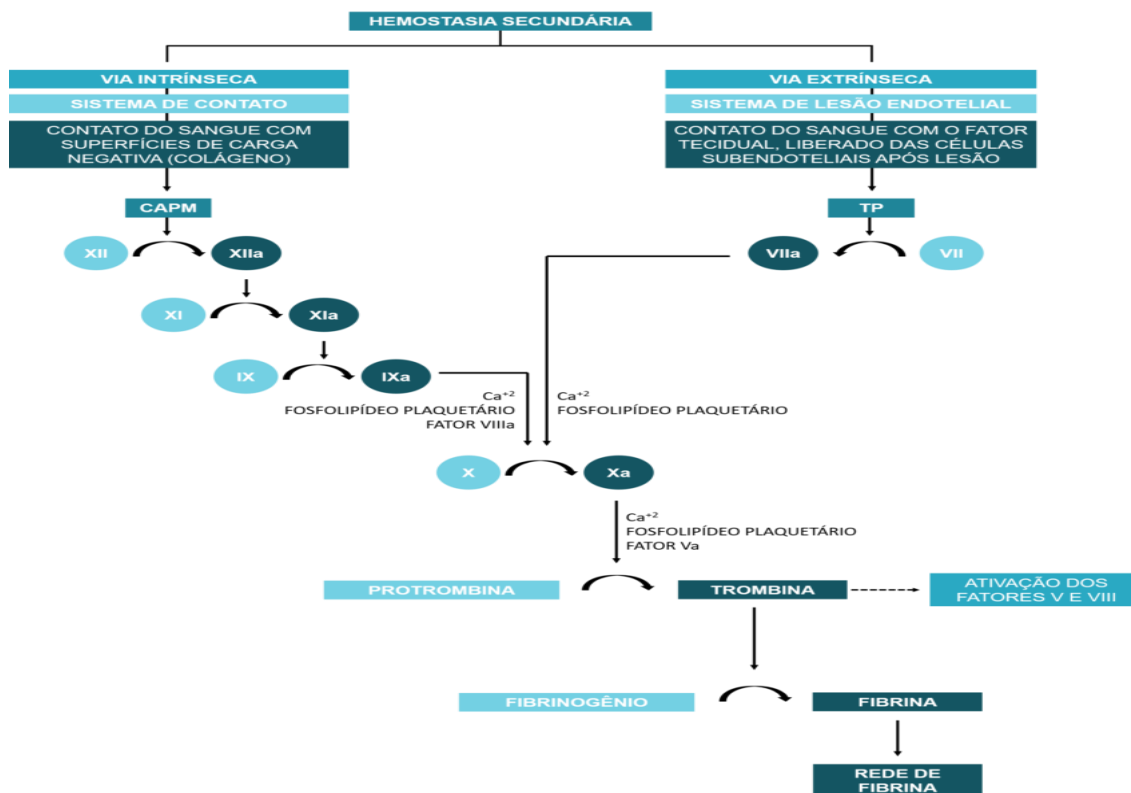 HEMOSTASIA SECUNDÁRIA
VIA INTRÍNSECA
SISTEMA DE CONTATO
CONTATO DO SANGUE COM
SUPERFÍCIES DE CARGA
NEGATIVA (COLÁGENO)
VIA EXTRÍNSECA
SISTEMA DE LESÃO ENDOTELIAL
CONTATO DO SANGUE COM O FATOR
TECIDUAL, LIBERADO DAS CÉLULAS
SUBENDOTELIAIS APÓS LESÃO
CAPM
TP
XII
XIIa
VIIa
VII
XI
XIa
IX
IXa
Ca+2
FOSFOLIPÍDEO PLAQUETÁRIO
FATOR VIIIa
Ca+2
FOSFOLIPÍDEO PLAQUETÁRIO
X
Xa
Ca+2
FOSFOLIPÍDEO PLAQUETÁRIO
FATOR Va
PROTROMBINA
TROMBINA
ATIVAÇÃO DOS
FATORES V E VIII
FIBRINOGÊNIO
FIBRINA
REDE DE
FIBRINA